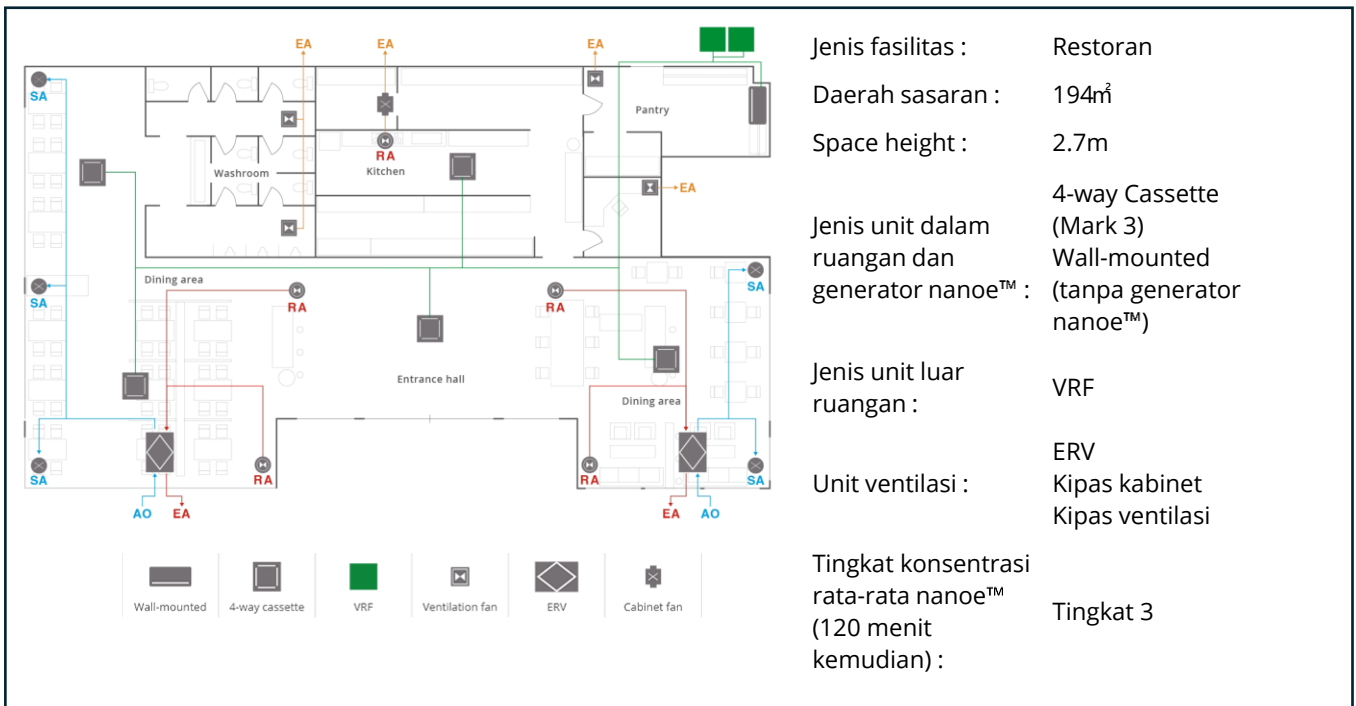 EA
EA
EA
SA
Pantry
RA
Kitchen
Washroom
EA
Dining area
SA
RA
RA
SA
Entrance hall
Dining area
SA
RA
RA
SA
AO
EA
EA
AO
Wall-mounted
4-way cassette
VRF
Ventilation fan
ERV
Cabinet fan
Jenis fasilitas :
Restoran
Daerah sasaran :
194㎡
Space height :
2.7m
Jenis unit dalam
ruangan dan
generator nanoe™ :
4-way Cassette
(Mark 3)
Wall-mounted
(tanpa generator
nanoe™)
Jenis unit luar
ruangan :
VRF
Unit ventilasi :
ERV
Kipas kabinet
Kipas ventilasi
Tingkat konsentrasi
rata-rata nanoe™
(120 menit
kemudian) :
Tingkat 3